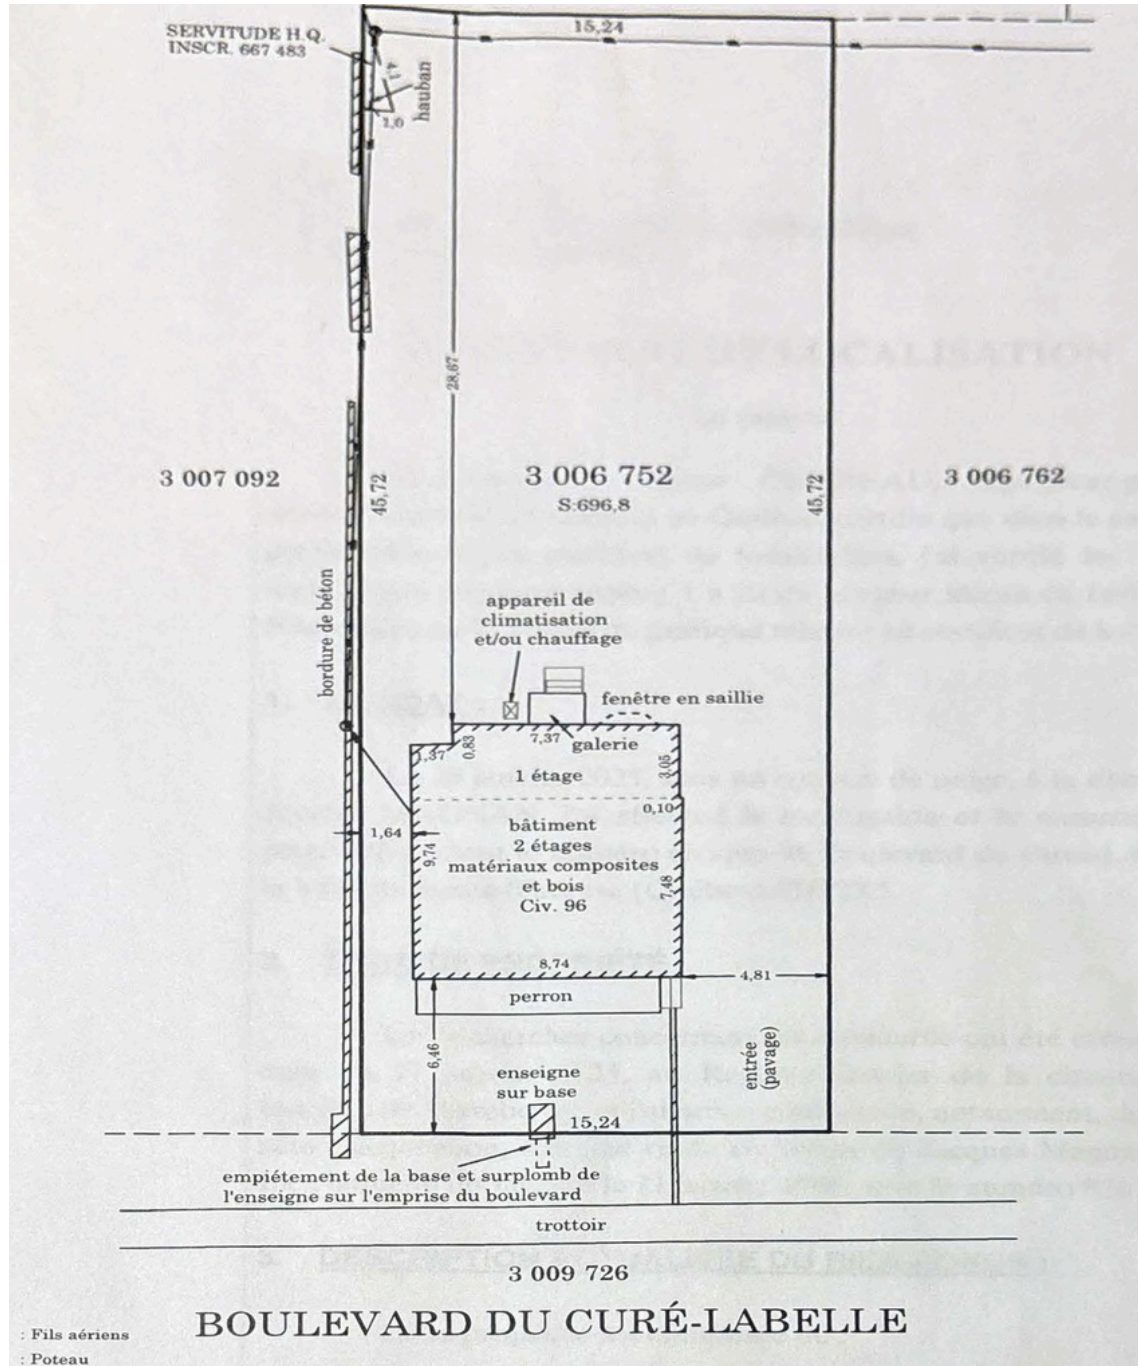 SERVITUDE H.Q.
INSCR. 667 483
15,24
4,1
1,0
hauban
28,67
3 007 092
45,72
3 006 752
S:696,8
45,72
3 006 762
bordure de béton
appareil de
climatisation
et/ou chauffage
fenêtre en saillie
galerie
7,37
0,83
1,37
3,05
1 étage
0,10
1,64
9,74
bâtiment
2 étages
matériaux composites
et bois
Civ. 96
7,48
8,74
4,81
perron
6,46
enseigne
sur base
15,24
entrée
(pavage)
empiétement de la base et surplomb de
l'enseigne sur l'emprise du boulevard
trottoir
3 009 726
BOULEVARD DU CURÉ-LABELLE
: Fils aériens
: Poteau